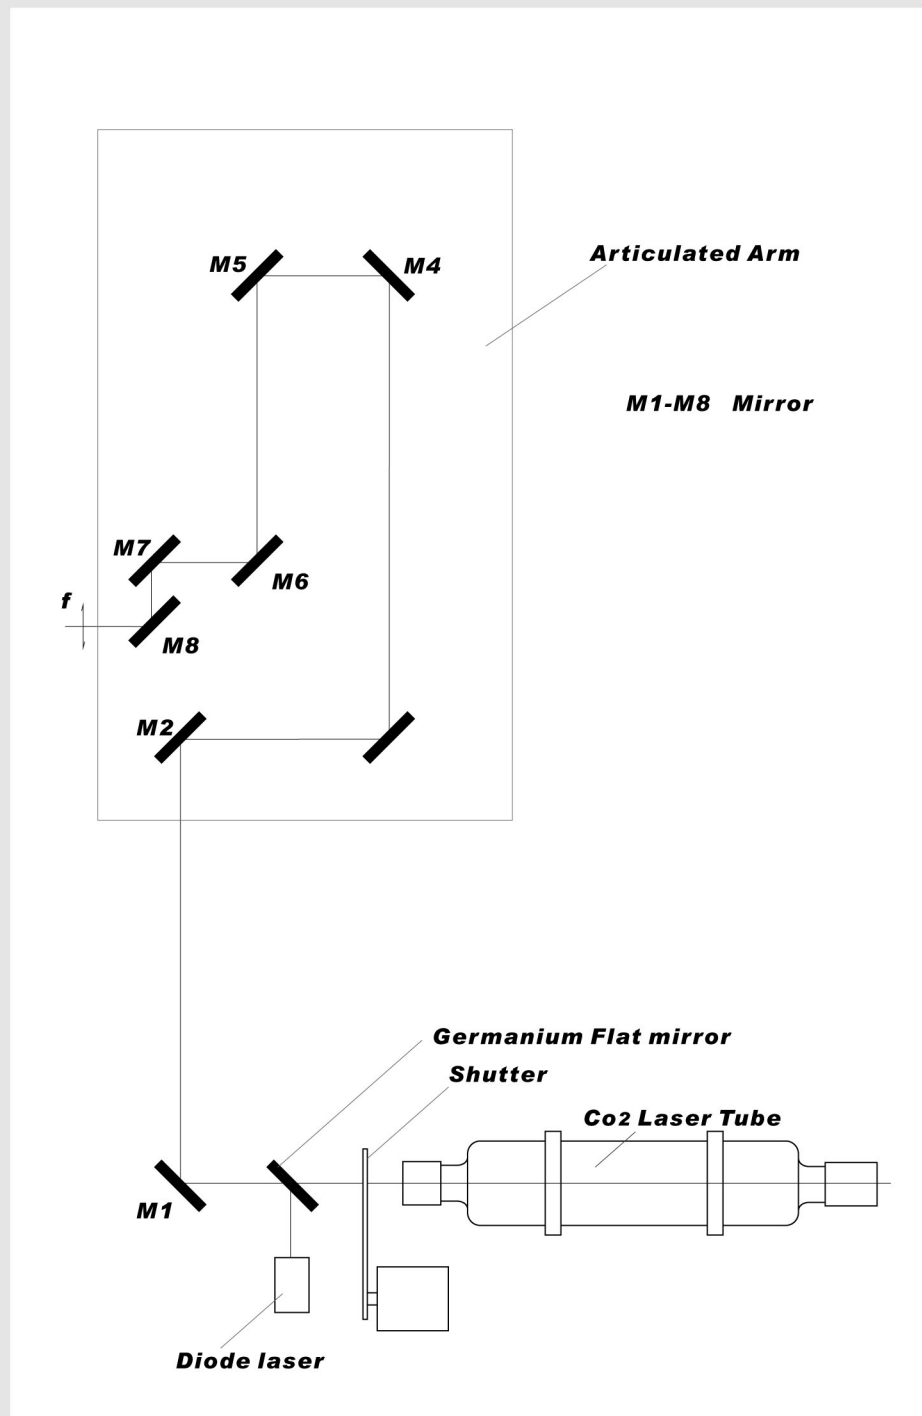 M5
M4
Articulated Arm
M1-M8 Mirror
M7
M6
f
M8
M2
Germanium Flat mirror
Shutter
Co2 Laser Tube
M1
Diode laser